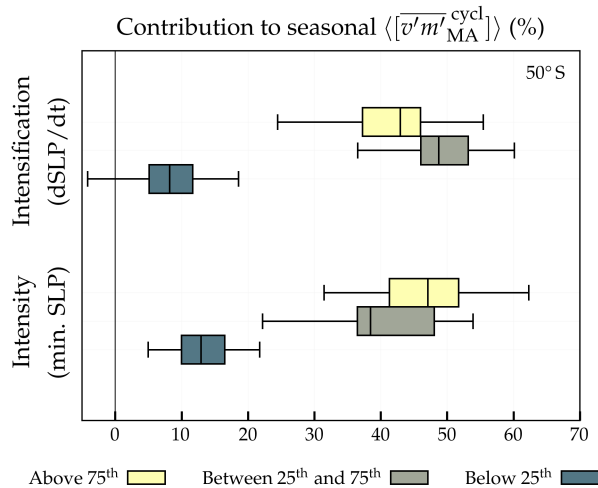 Contribution to seasonal ⟨[v′m′ cycl MA]⟩ (%)
50° S
Intensification
(dSLP/dt)
Intensity
(min. SLP)
0 10 20 30 40 50 60 70
Above 75th Between 25th and 75th Below 25th